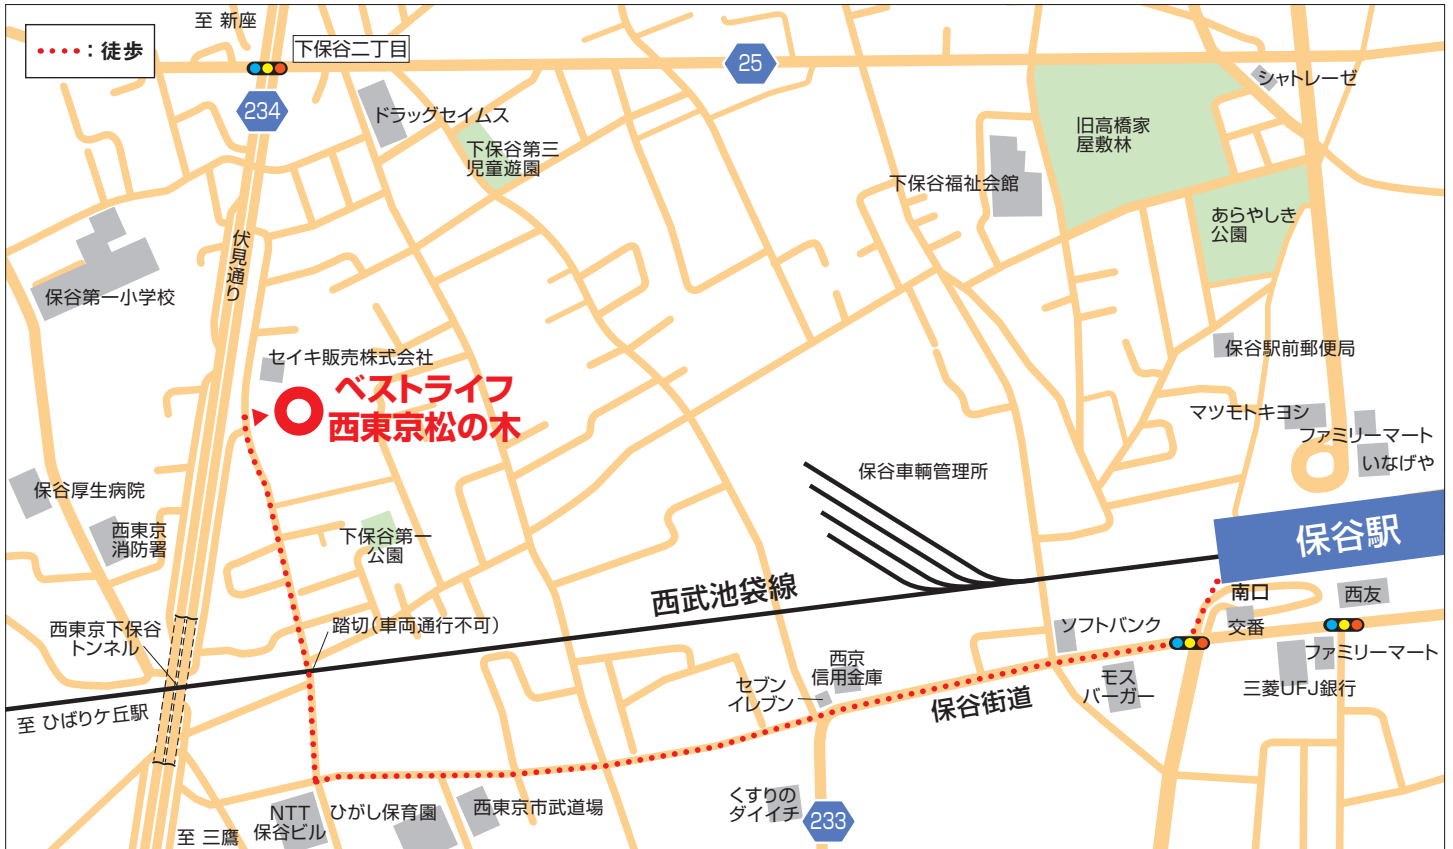 至 新座
：徒歩
下保谷二丁目
25
シャトレーゼ
234
ドラッグセイムス
旧高橋家
屋敷林
下保谷第三
児童遊園
下保谷福祉会館
あらやしき
公園
伏見通り
保谷第一小学校
セイキ販売株式会社
保谷駅前郵便局
ベストライフ
西東京松の木
マツモトキヨシ
ファミリーマート
いなげや
保谷車輌管理所
保谷厚生病院
西東京
消防署
下保谷第一
公園
保谷駅
西武池袋線
南口
西友
西東京下保谷
トンネル
踏切（車両通行不可）
ソフトバンク
交番
ファミリーマート
西京
信用金庫
セブン
イレブン
モス
バーガー
三菱UFJ銀行
保谷街道
至 ひばりケ丘駅
くすりの
ダイイチ
233
NTT
保谷ビル
ひがし保育園
西東京市武道場
至 三鷹